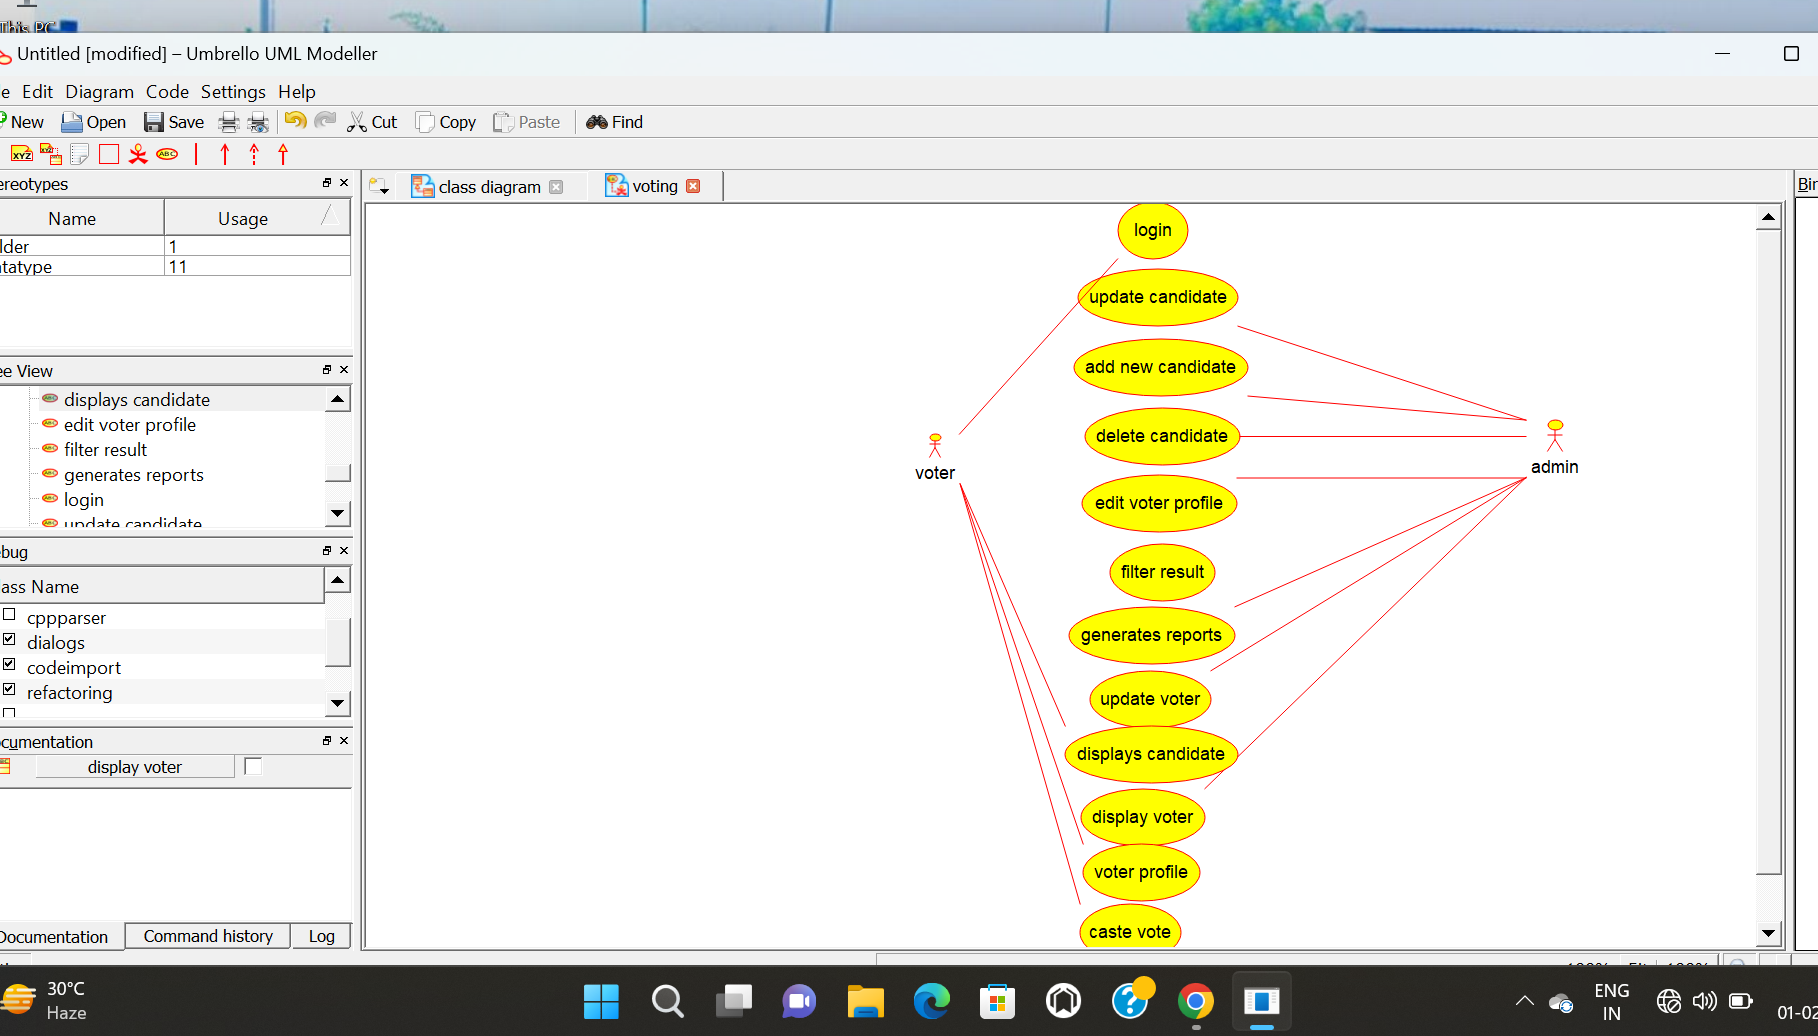 This PC
Untitled [modified] – Umbrello UML Modeller
e Edit Diagram Code Settings Help
New Open Save Cut Copy Paste Find
XYZ XYZ ABC
ereotypes
class diagram voting
Bin
Name Usage
lder 1
tatype 11
ee View
displays candidate
edit voter profile
filter result
generates reports
login
update candidate
bug
ass Name
cppparser
dialogs
codeimport
refactoring
cumentation
display voter
Documentation Command history Log
login
update candidate
add new candidate
delete candidate
edit voter profile
filter result
generates reports
update voter
displays candidate
display voter
voter profile
caste vote
voter
admin
30°C
Haze
ENG
IN
01-02